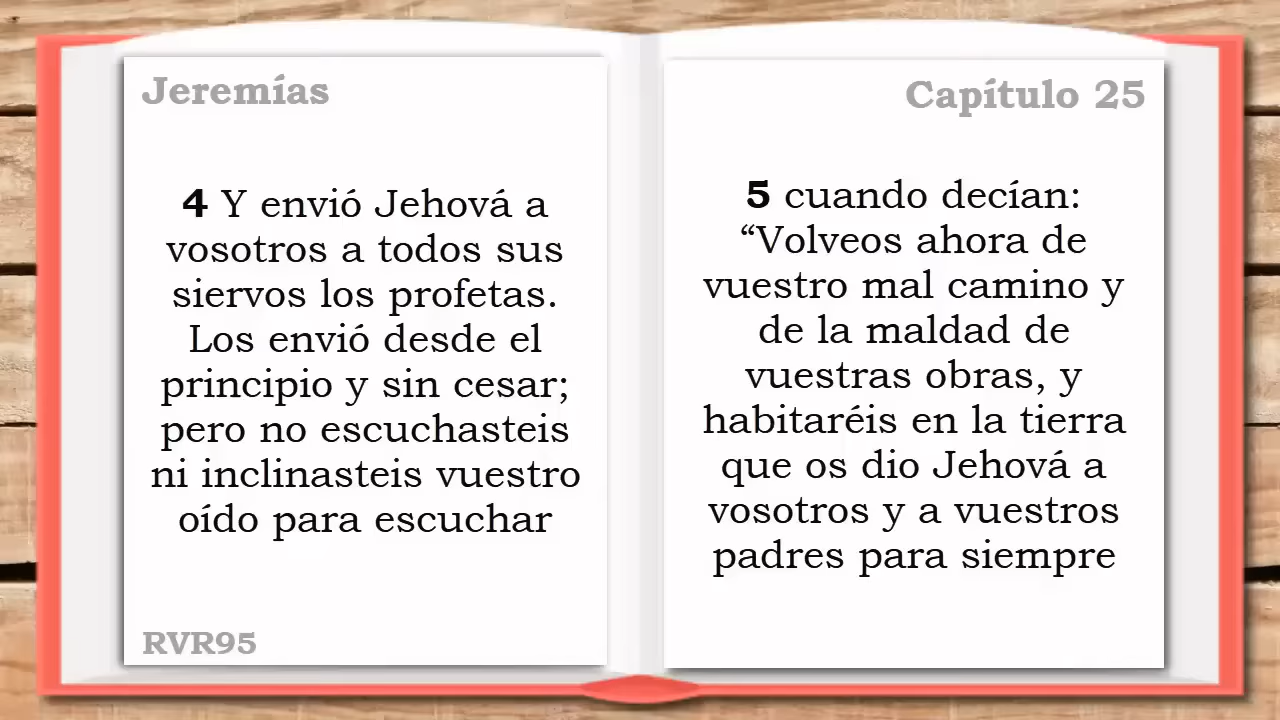 Jeremías
4 Y envió Jehová a
vosotros a todos sus
siervos los profetas.
Los envió desde el
principio y sin cesar;
pero no escuchasteis
ni inclinasteis vuestro
oído para escuchar
RVR95
Capítulo 25
5 cuando decían:
“Volveos ahora de
vuestro mal camino y
de la maldad de
vuestras obras, y
habitaréis en la tierra
que os dio Jehová a
vosotros y a vuestros
padres para siempre